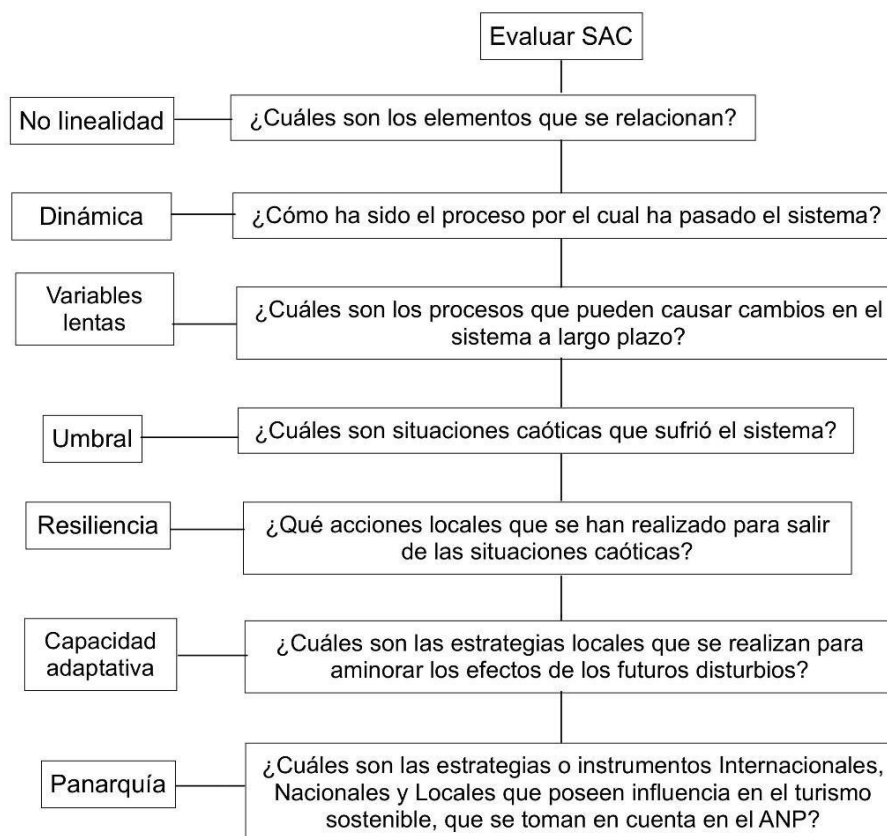 Evaluar SAC
No linealidad
¿Cuáles son los elementos que se relacionan?
Dinámica
¿Cómo ha sido el proceso por el cual ha pasado el sistema?
Variables
lentas
¿Cuáles son los procesos que pueden causar cambios en el
sistema a largo plazo?
Umbral
¿Cuáles son situaciones caóticas que sufrió el sistema?
Resiliencia
¿Qué acciones locales que se han realizado para salir
de las situaciones caóticas?
Capacidad
adaptativa
¿Cuáles son las estrategias locales que se realizan para
aminorar los efectos de los futuros disturbios?
Panarquía
¿Cuáles son las estrategias o instrumentos Internacionales,
Nacionales y Locales que poseen influencia en el turismo
sostenible, que se toman en cuenta en el ANP?